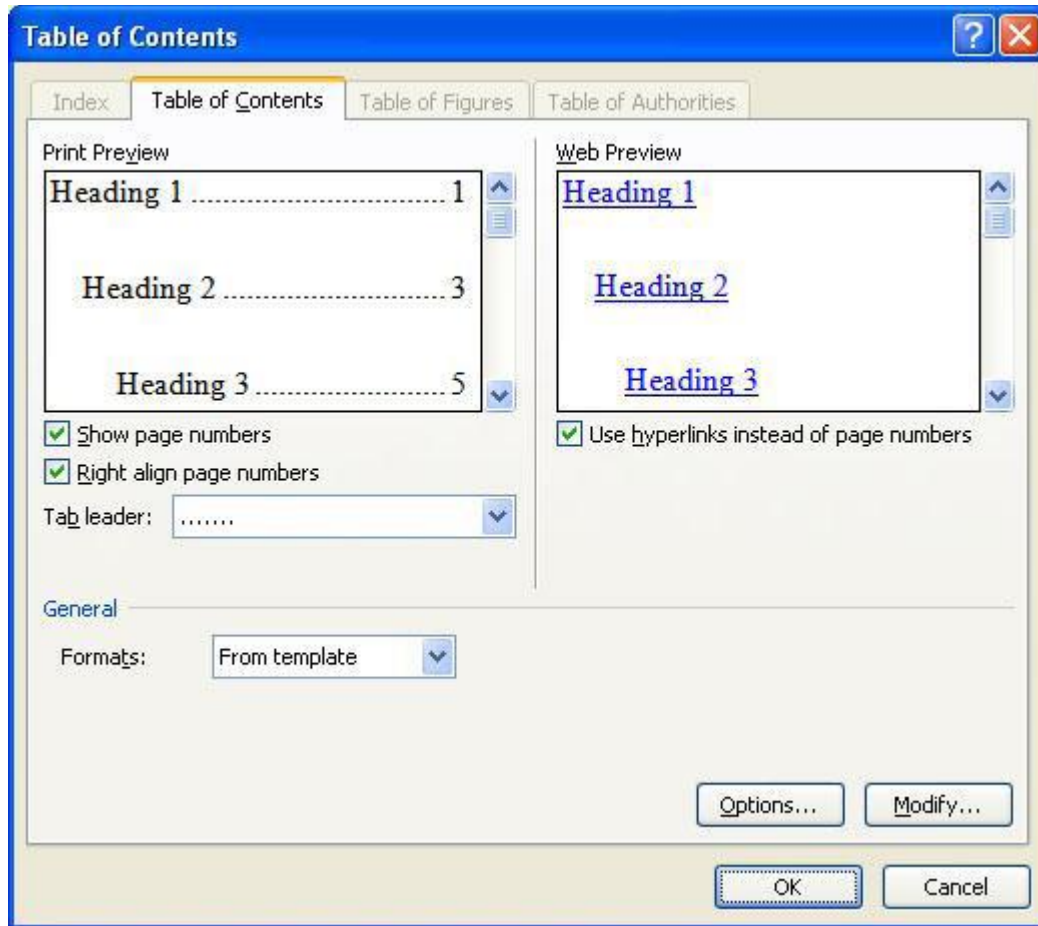 Table of Contents
Index Table of Contents Table of Figures Table of Authorities
Print Preview
Heading 1 .............................. 1
Heading 2 .......................... 3
Heading 3 ...................... 5
Show page numbers
Right align page numbers
Tab leader: .......
Web Preview
Heading 1
Heading 2
Heading 3
Use hyperlinks instead of page numbers
General
Formats: From template
Options... Modify...
OK Cancel